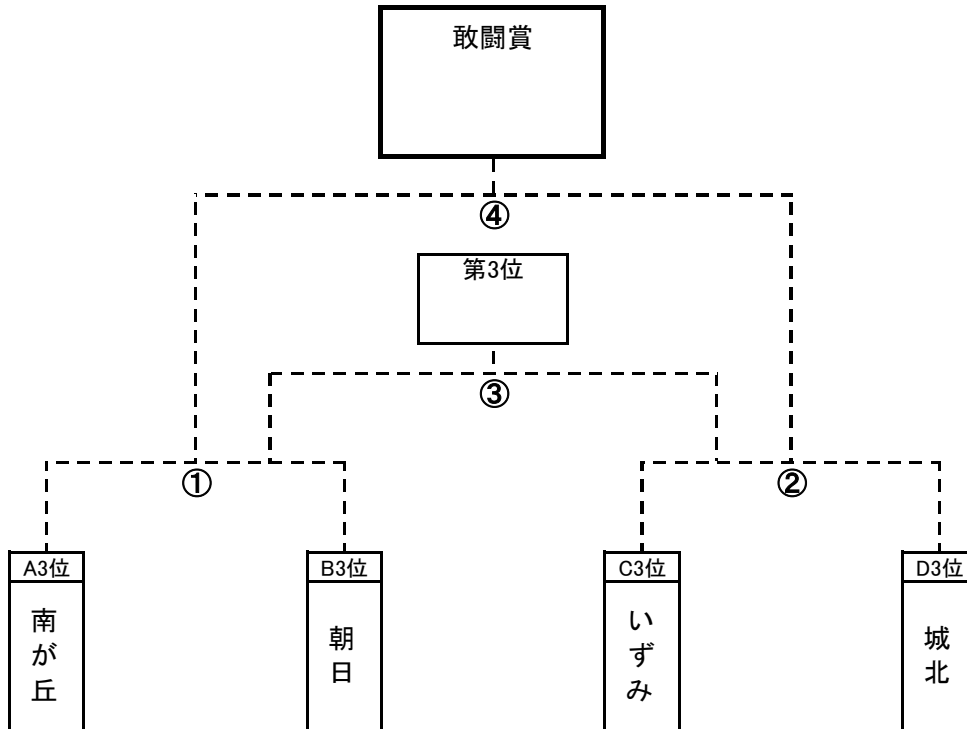 敢闘賞
④
第3位
③
①
②
A3位
B3位
C3位
D3位
南が丘
朝日
いずみ
城北